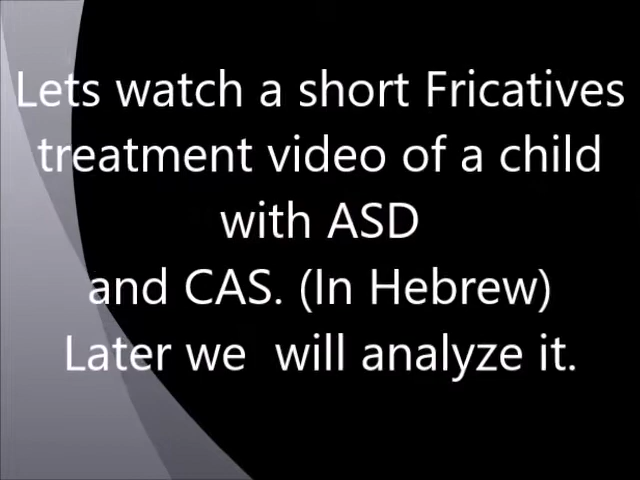 Lets watch a short Fricatives
treatment video of a child
with ASD
and CAS. (In Hebrew)
Later we  will analyze it.